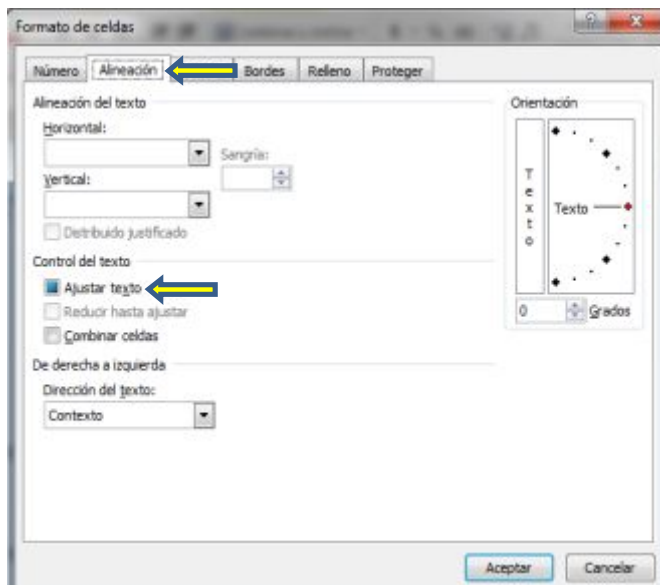 Formato de celdas
Número Alineación Bordes Relleno Proteger
Alineación del texto
Horizontal:
Sangría:
Vertical:
Distribuido justificado
Control del texto
Ajustar texto
Reducir hasta ajustar
Combinar celdas
De derecha a izquierda
Dirección del texto:
Contexto
Orientación
Texto
Texto
0 Grados
Aceptar Cancelar